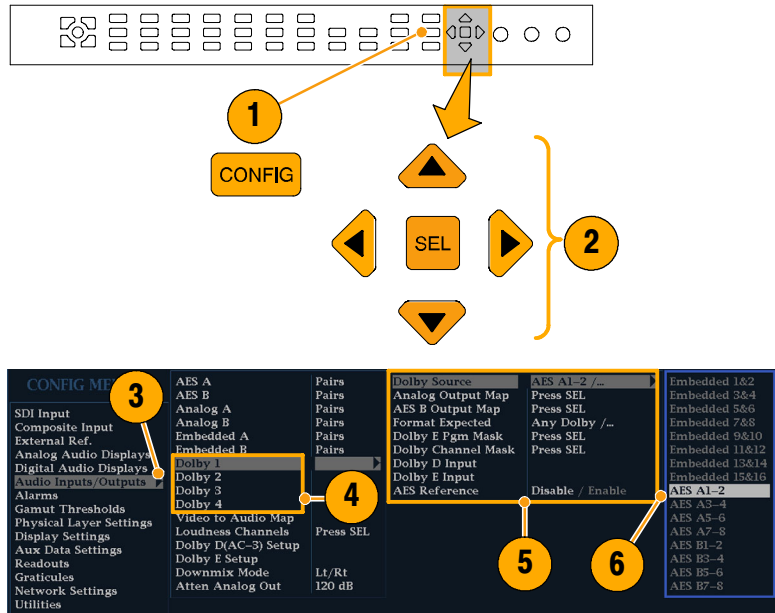 1
CONFIG
SEL
2
CONFIG ME
3
SDI Input
Composite Input
External Ref.
Analog Audio Displays
Digital Audio Displays
Audio Inputs/Outputs
Alarms
Gamut Thresholds
Physical Layer Settings
Display Settings
Aux Data Settings
Readouts
Graticules
Network Settings
Utilities
AES A Pairs
AES B Pairs
Analog A Pairs
Analog B Pairs
Embedded A Pairs
Embedded B Pairs
Dolby 1
Dolby 2
Dolby 3
Dolby 4
4
Video to Audio Map
Loudness Channels Press SEL
Dolby D(AC–3) Setup
Dolby E Setup
Downmix Mode Lt/Rt
Atten Analog Out 120 dB
Dolby Source AES A1–2 /...
Analog Output Map Press SEL
AES B Output Map Press SEL
Format Expected Any Dolby /...
Dolby E Pgm Mask Press SEL
Dolby Channel Mask Press SEL
Dolby D Input
Dolby E Input
AES Reference Disable / Enable
5
6
Embedded 1&2
Embedded 3&4
Embedded 5&6
Embedded 7&8
Embedded 9&10
Embedded 11&12
Embedded 13&14
Embedded 15&16
AES A1–2
AES A3–4
AES A5–6
AES A7–8
AES B1–2
AES B3–4
AES B5–6
AES B7–8